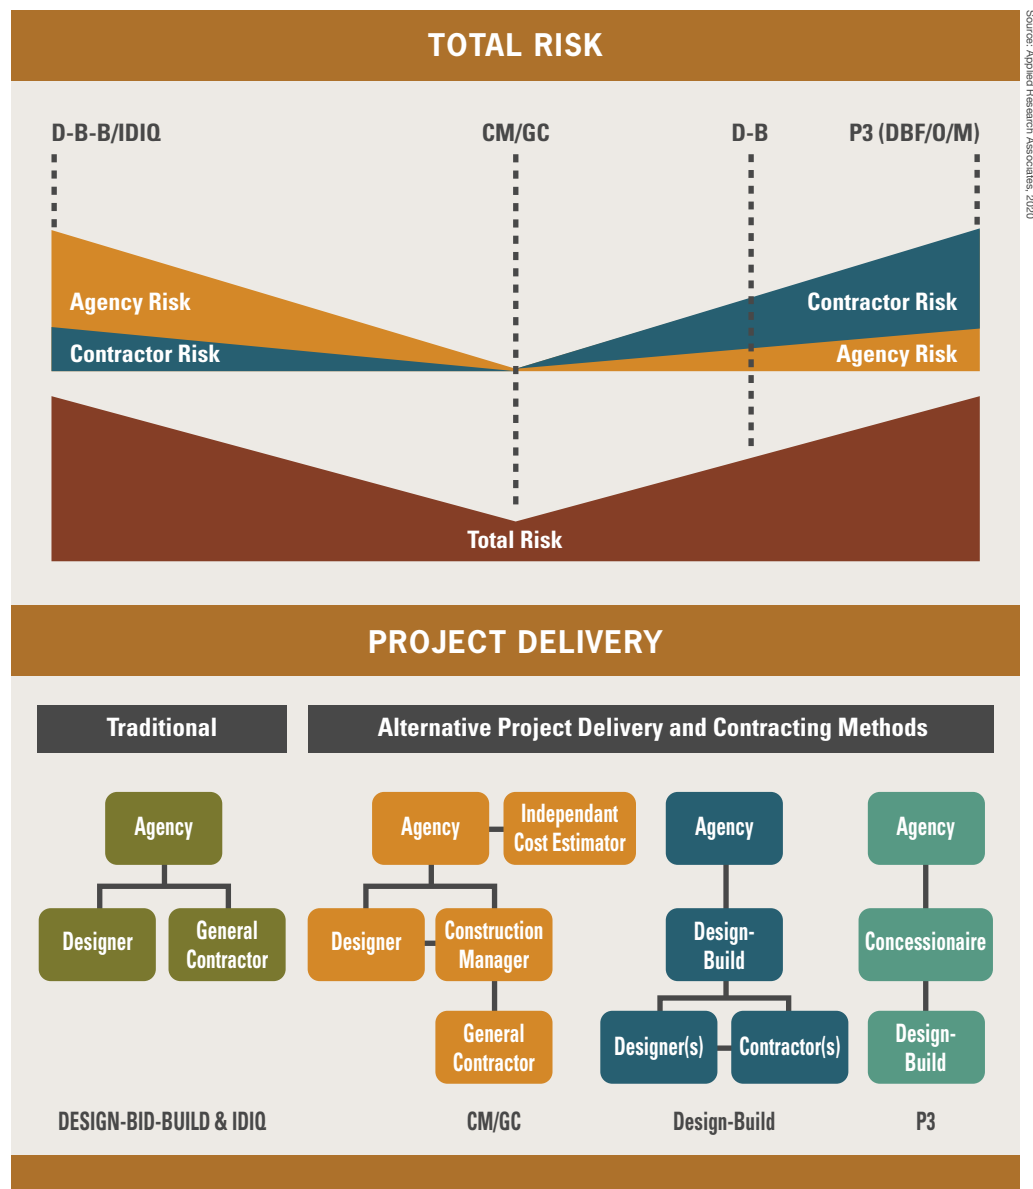 TOTAL RISK
Source: Applied Research Associates, 2020
D-B-B/IDIQ
CM/GC
D-B
P3 (DBF/O/M)
Agency Risk
Contractor Risk
Contractor Risk
Agency Risk
Total Risk
PROJECT DELIVERY
Traditional
Alternative Project Delivery and Contracting Methods
Agency
Designer
General
Contractor
DESIGN-BID-BUILD & IDIQ
Agency
Independant
Cost Estimator
Designer
Construction
Manager
General
Contractor
CM/GC
Agency
Design-
Build
Designer(s)
Contractor(s)
Design-Build
Agency
Concessionaire
Design-
Build
P3